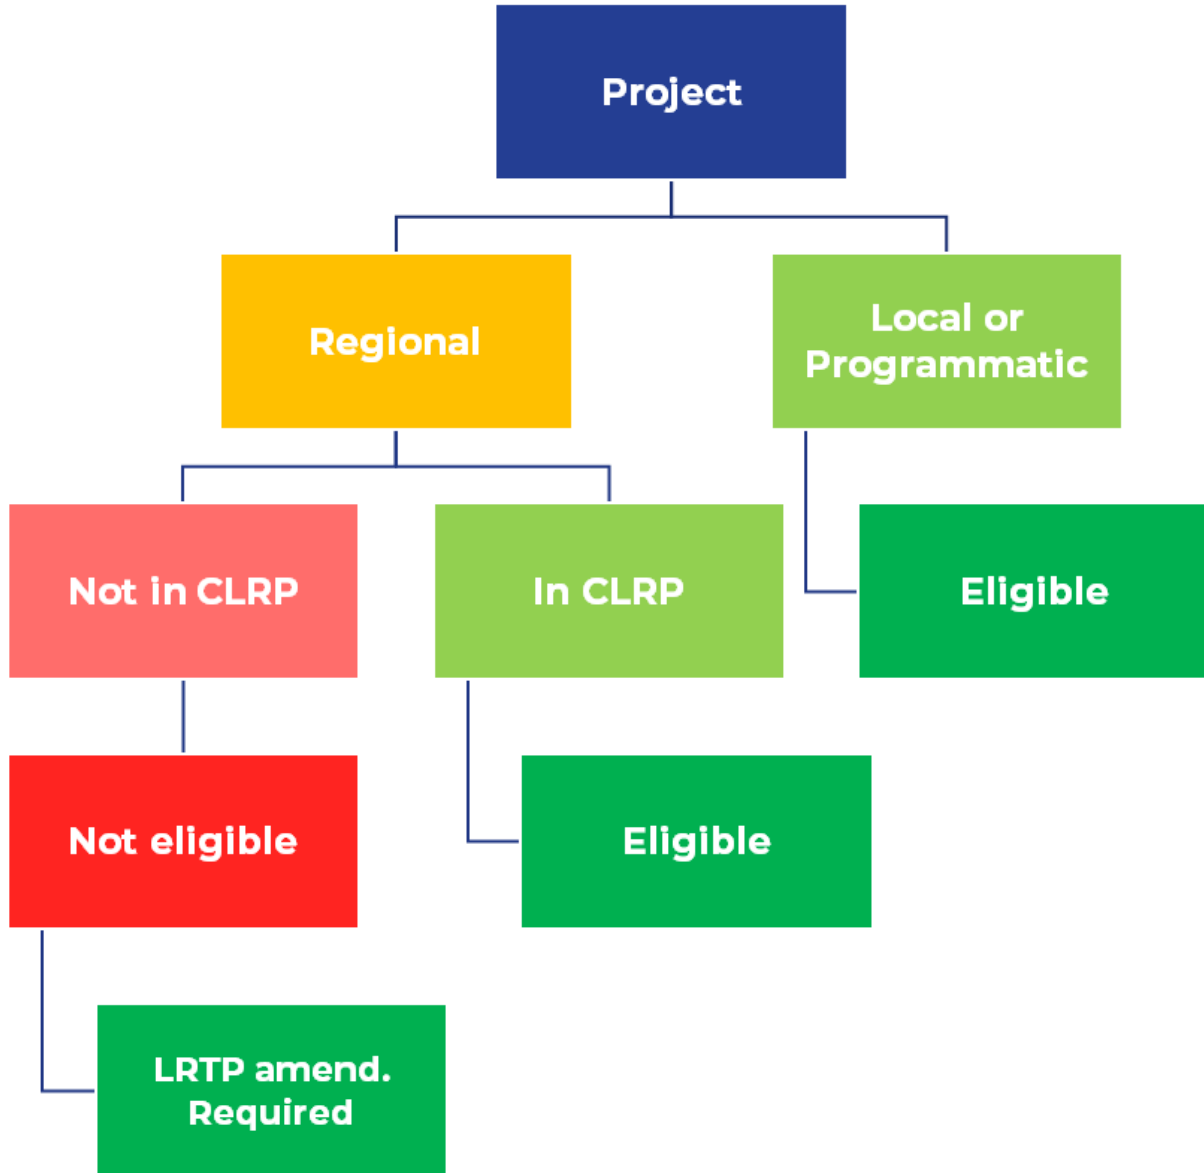 Project
Regional
Local or
Programmatic
Not in CLRP
In CLRP
Eligible
Not eligible
Eligible
LRTP amend.
Required